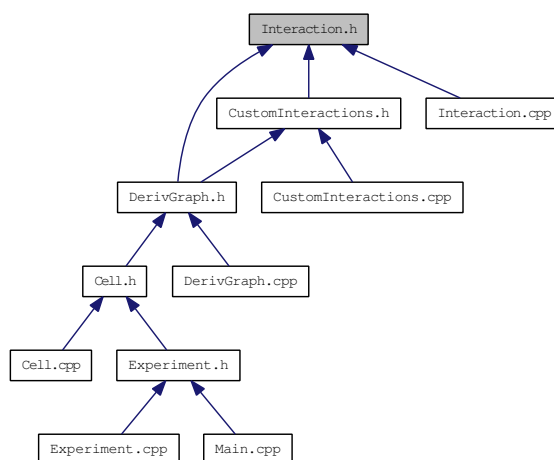 Interaction.h
CustomInteractions.h
Interaction.cpp
DerivGraph.h
CustomInteractions.cpp
Cell.h
DerivGraph.cpp
Cell.cpp
Experiment.h
Experiment.cpp
Main.cpp